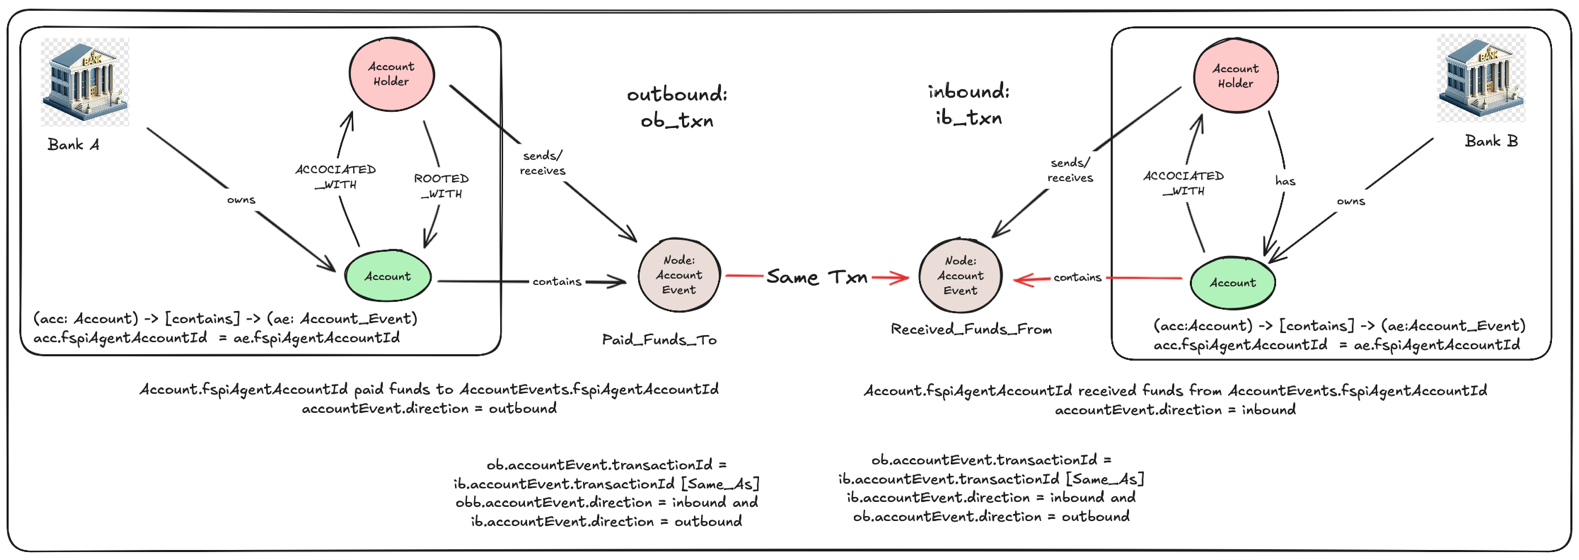 BANK
Bank A
Account
Holder
ACCOCIATED
_WITH
ROOTED
_WITH
owns
sends/
receives
Account
contains
(acc: Account) -> [contains] -> (ae: Account_Event)
acc.fspiAgentAccountId = ae.fspiAgentAccountId
outbound:
ob_txn
inbound:
ib_txn
Node:
Account
Event
Paid_Funds_To
Same Txn
Node:
Account
Event
Received_Funds_From
sends/
receives
contains
Account
Holder
ACCOCIATED
_WITH
has
owns
BANK
Bank B
Account
(acc:Account) -> [contains] -> (ae:Account_Event)
acc.fspiAgentAccountId = ae.fspiAgentAccountId
Account.fspiAgentAccountId paid funds to AccountEvents.fspiAgentAccountId
accountEvent.direction = outbound
Account.fspiAgentAccountId received funds from AccountEvents.fspiAgentAccountId
accountEvent.direction = inbound
ob.accountEvent.transactionId =
ib.accountEvent.transactionId [Same_As]
obb.accountEvent.direction = inbound and
ib.accountEvent.direction = outbound
ob.accountEvent.transactionId =
ib.accountEvent.transactionId [Same_As]
ib.accountEvent.direction = inbound and
ob.accountEvent.direction = outbound